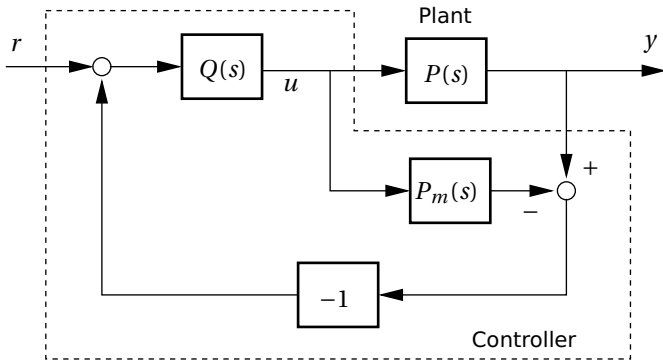 Plant
r
Q(s)
u
P(s)
y
P_m(s)
+
−
−1
Controller